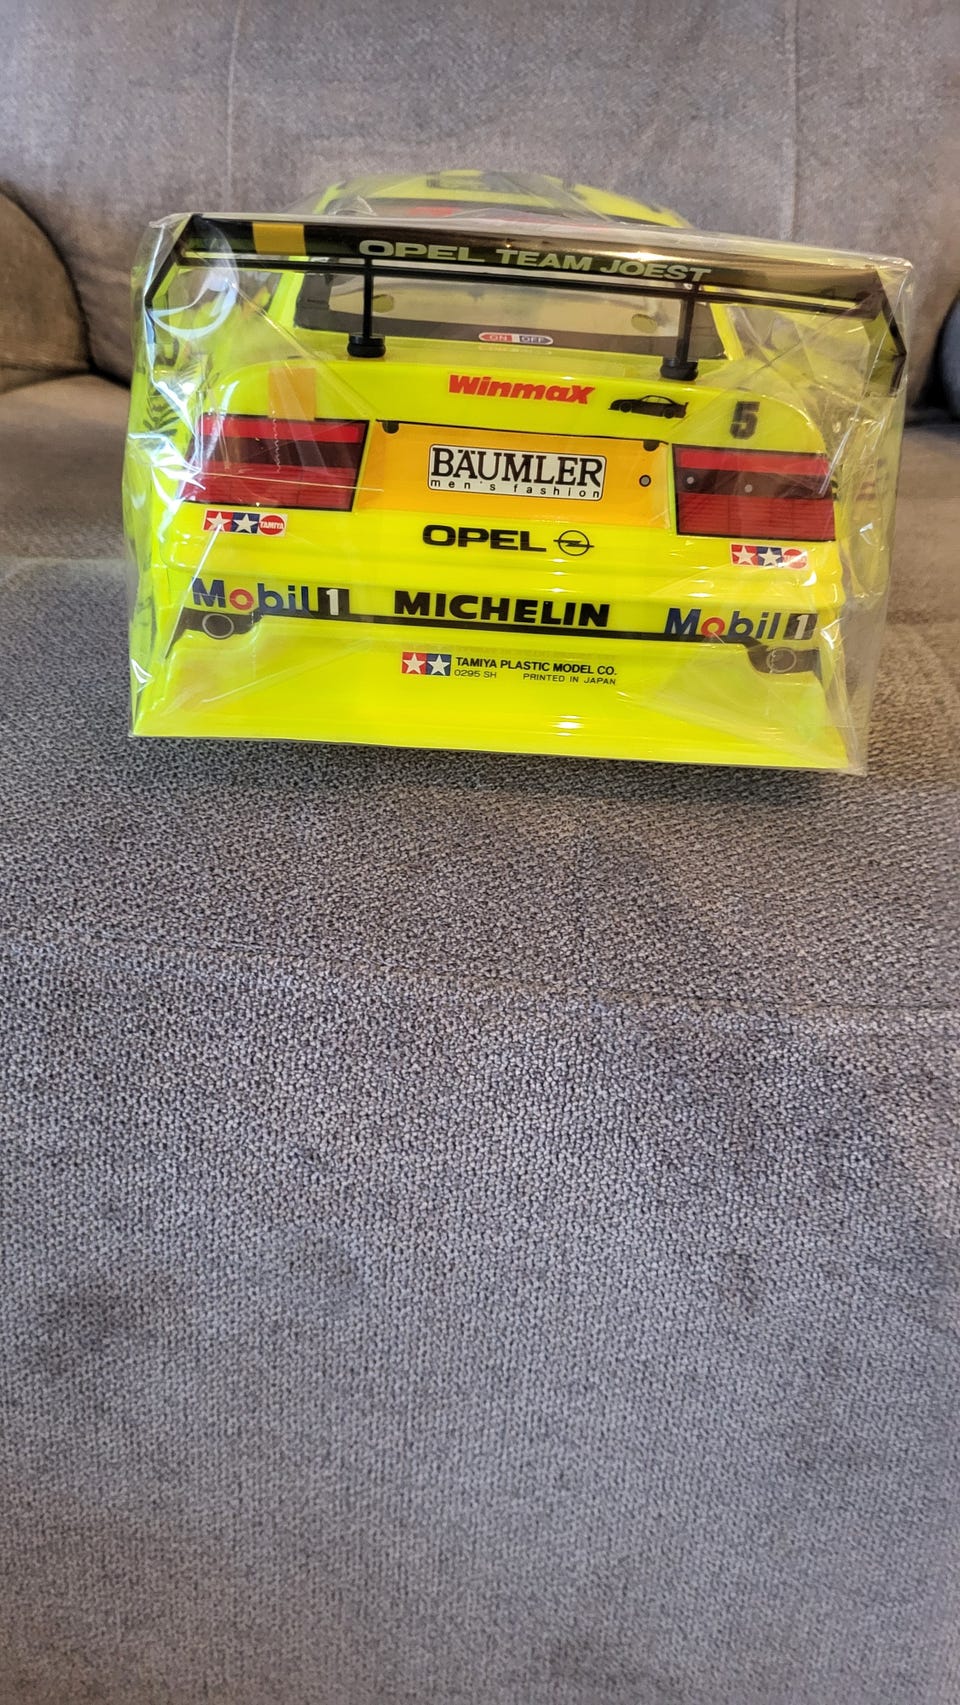 OPEL TEAM JOEST
ON OFF
Winmax
5
BÄUMLER
men's fashion
TAMIYA
OPEL
Mobil 1
MICHELIN
Mobil 1
TAMIYA PLASTIC MODEL CO.
0295 SH PRINTED IN JAPAN